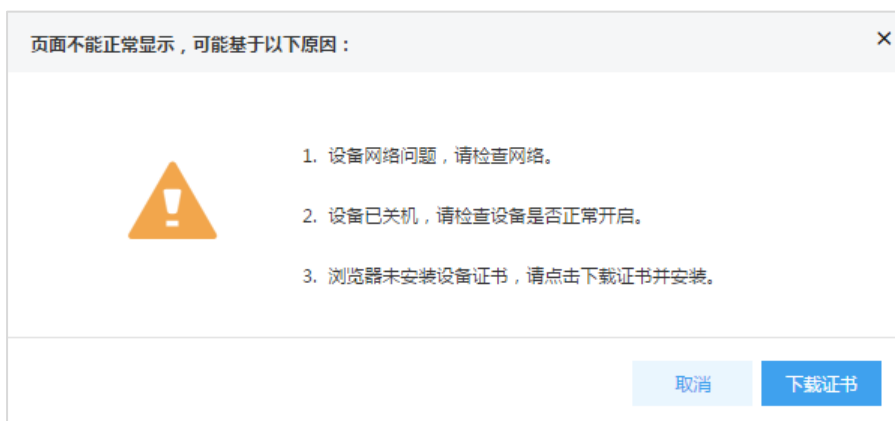 页面不能正常显示，可能基于以下原因：
1. 设备网络问题，请检查网络。
2. 设备已关机，请检查设备是否正常开启。
3. 浏览器未安装设备证书，请点击下载证书并安装。
取消 下载证书